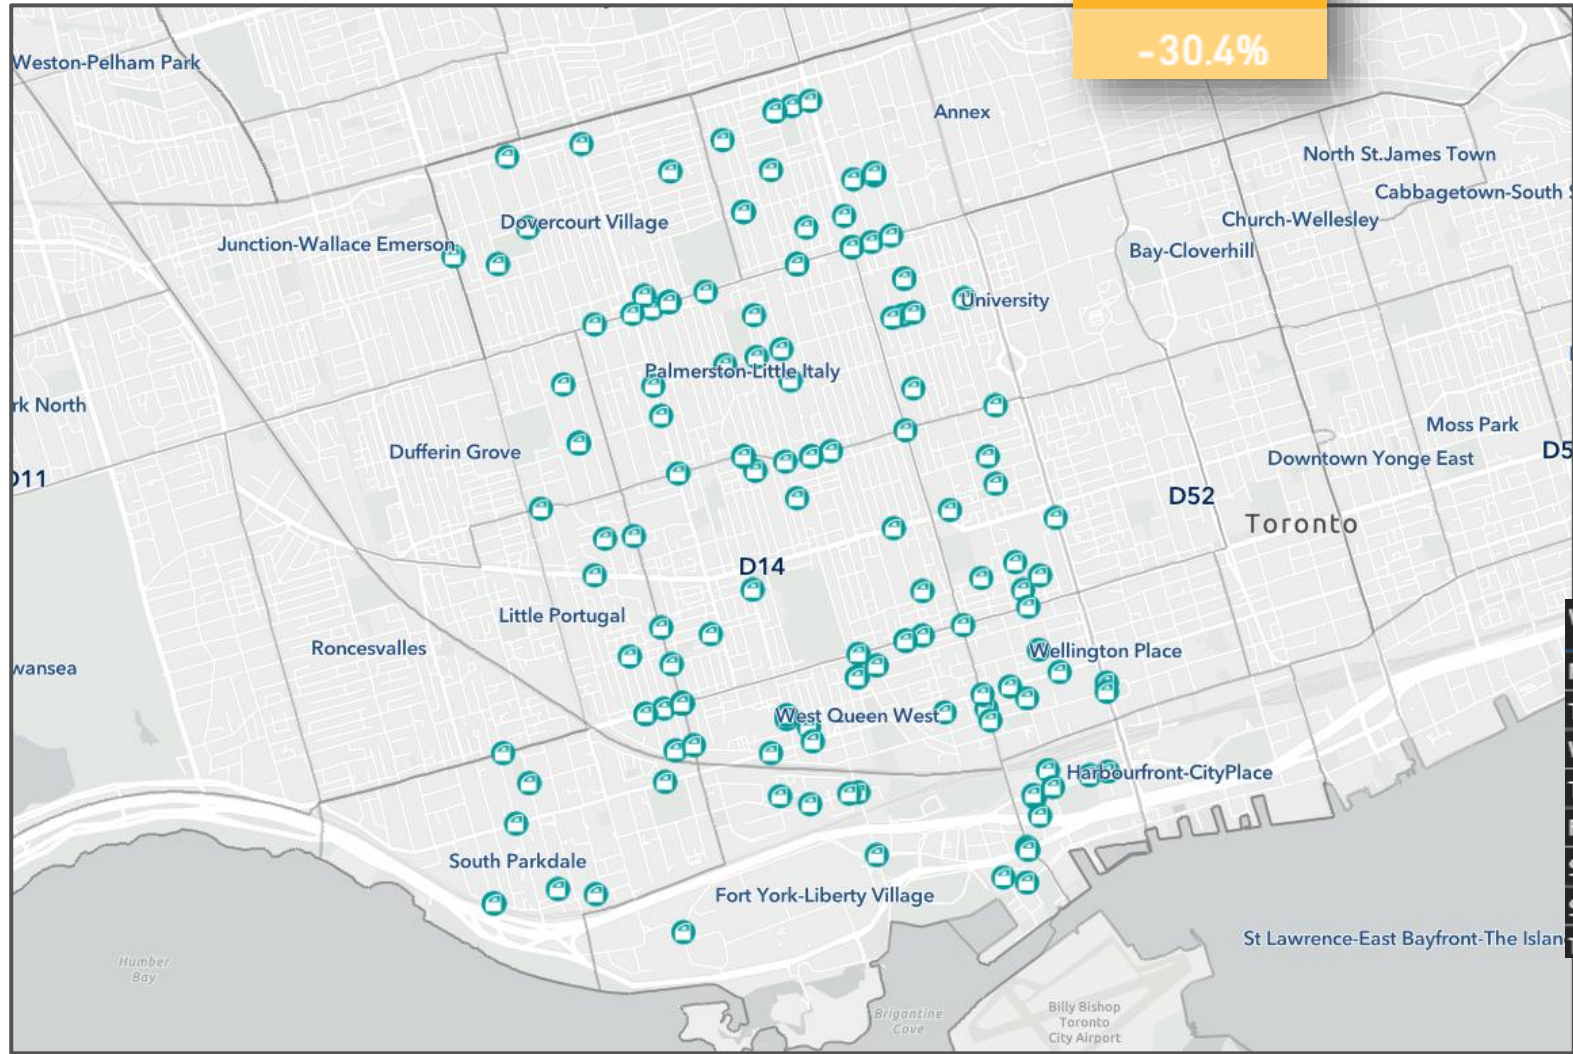 -30.4%
Weston-Pelham Park
Annex
North St.James Town
Cabbagetown-South
Church-Wellesley
Dovercourt Village
Junction-Wallace Emerson
Bay-Cloverhill
University
Palmerston-Little Italy
rk North
Moss Park
Dufferin Grove
Downtown Yonge East
D5
D11
D52
Toronto
D14
Little Portugal
Roncesvalles
Wellington Place
wansea
West Queen West
Harbourfront-CityPlace
South Parkdale
Fort York-Liberty Village
St Lawrence-East Bayfront-The Islan
Humber
Bay
Brigantine
Cove
Billy Bishop
Toronto
City Airport